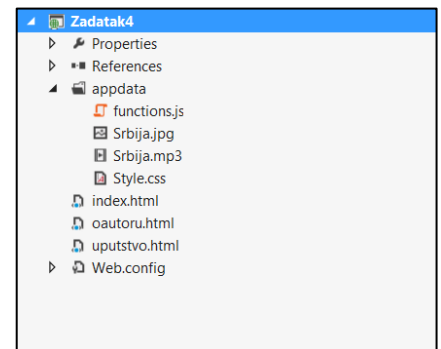 Zadatak4
Properties
References
appdata
functions.js
Srbija.jpg
Srbija.mp3
Style.css
index.html
oautoru.html
uputstvo.html
Web.config